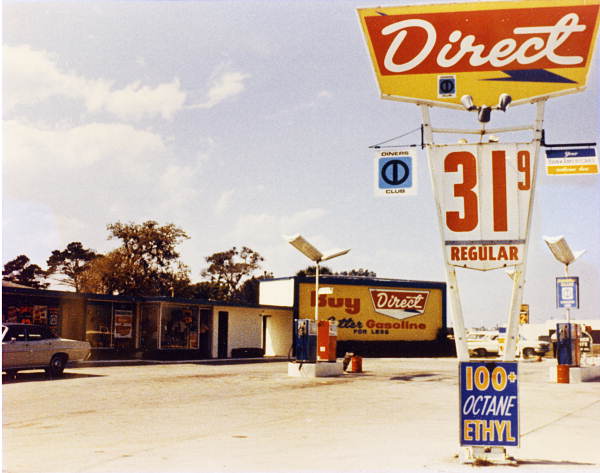 Direct
DINERS
CLUB
31 9
REGULAR
Buy
Direct
Better Gasoline
FOR LESS
100+
OCTANE
ETHYL